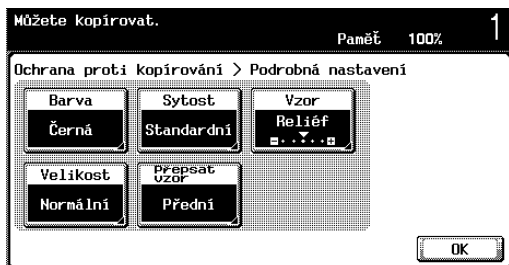 Můžete kopírovat.
Paměť 100% 1
Ochrana proti kopírování > Podrobná nastavení
Barva Sytost Vzor
Černá Standardní Reliéf
Velikost Přepsat vzor
Normální Přední
OK